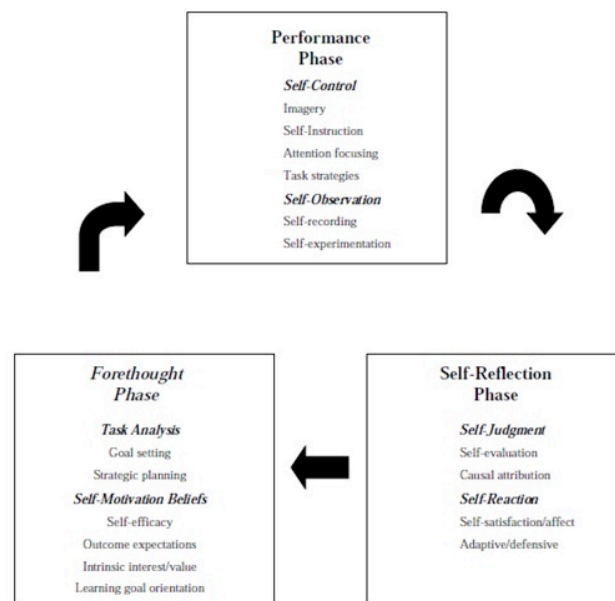 Performance
Phase
Self-Control
Imagery
Self-Instruction
Attention focusing
Task strategies
Self-Observation
Self-recording
Self-experimentation
Forethought
Phase
Task Analysis
Goal setting
Strategic planning
Self-Motivation Beliefs
Self-efficacy
Outcome expectations
Intrinsic interest/value
Learning goal orientation
Self-Reflection
Phase
Self-Judgment
Self-evaluation
Causal attribution
Self-Reaction
Self-satisfaction/affect
Adaptive/defensive